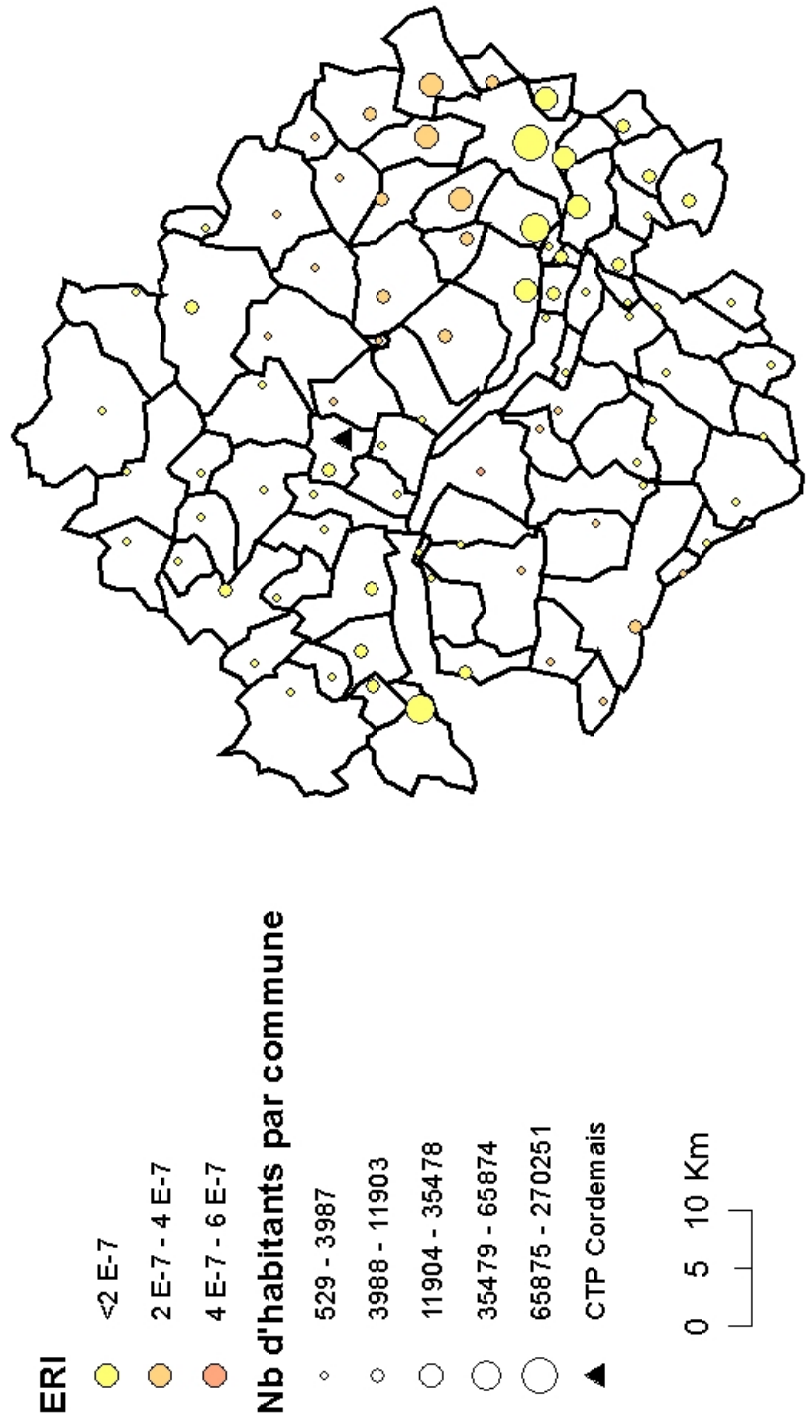 ERI
<2 E-7
2 E-7 - 4 E-7
4 E-7 - 6 E-7
Nb d'habitants par commune
529 - 3987
3988 - 11903
11904 - 35478
35479 - 65874
65875 - 270251
CTP Cordemais
0 5 10 Km